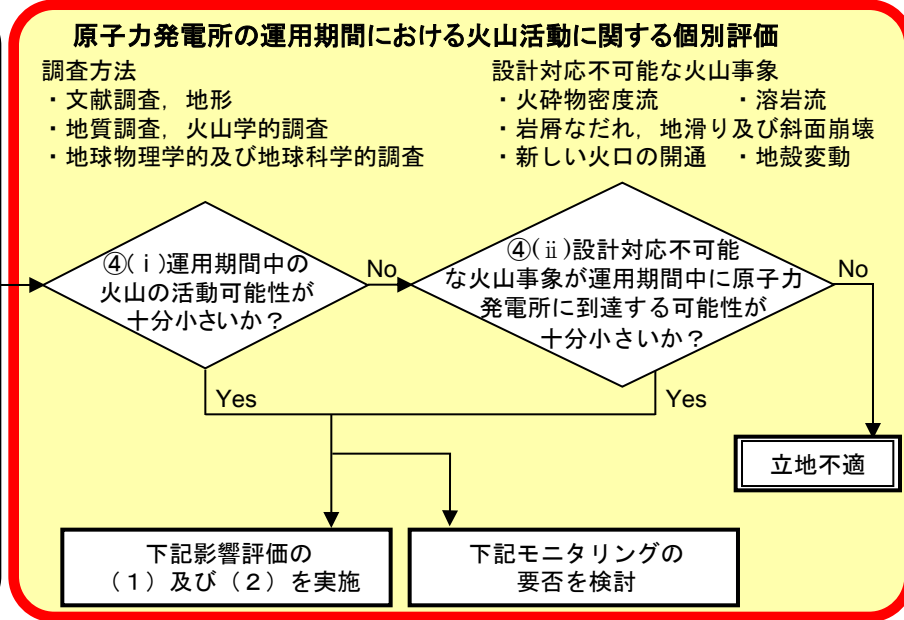 原子力発電所の運用期間における火山活動に関する個別評価
調査方法
・文献調査，地形
・地質調査，火山学的調査
・地球物理学的及び地球科学的調査
設計対応不可能な火山事象
・火砕物密度流　・溶岩流
・岩屑なだれ，地滑り及び斜面崩壊
・新しい火口の開通　・地殻変動
④(ⅰ)運用期間中の
火山の活動可能性が
十分小さいか？
No
④(ⅱ)設計対応不可能
な火山事象が運用期間中に原子力
発電所に到達する可能性が
十分小さいか？
No
Yes
Yes
立地不適
下記影響評価の
（１）及び（２）を実施
下記モニタリングの
要否を検討